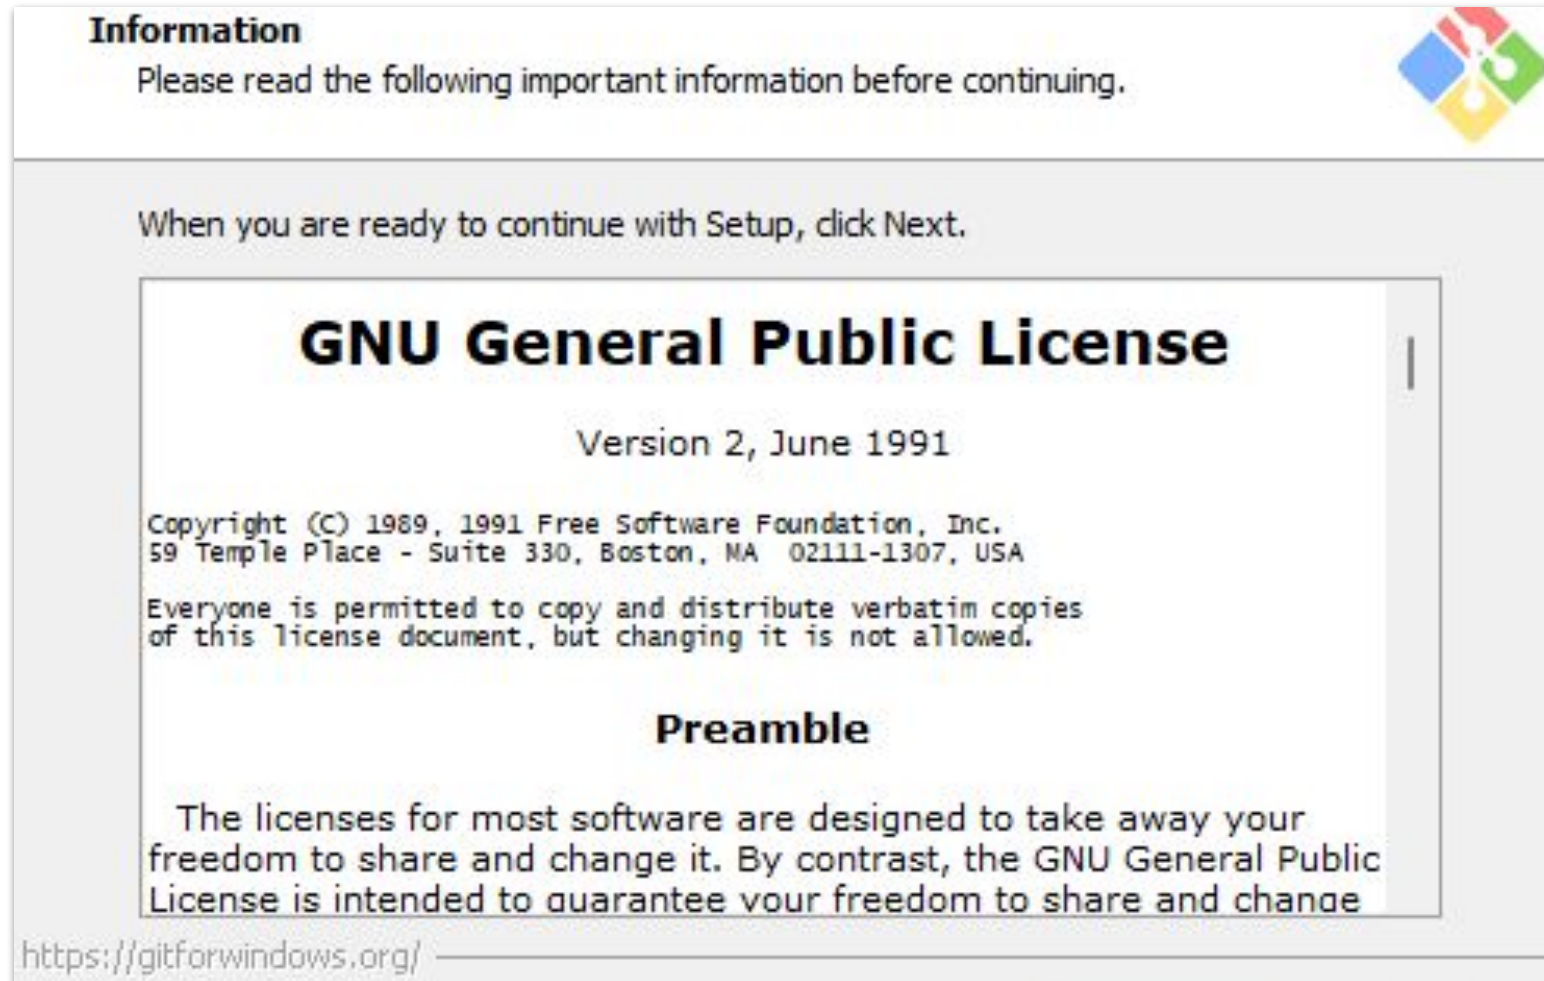 Information
Please read the following important information before continuing.
When you are ready to continue with Setup, click Next.
GNU General Public License
Version 2, June 1991
Copyright (C) 1989, 1991 Free Software Foundation, Inc.
59 Temple Place - Suite 330, Boston, MA  02111-1307, USA
Everyone is permitted to copy and distribute verbatim copies
of this license document, but changing it is not allowed.
Preamble
The licenses for most software are designed to take away your
freedom to share and change it. By contrast, the GNU General Public
License is intended to guarantee your freedom to share and change
https://gitforwindows.org/